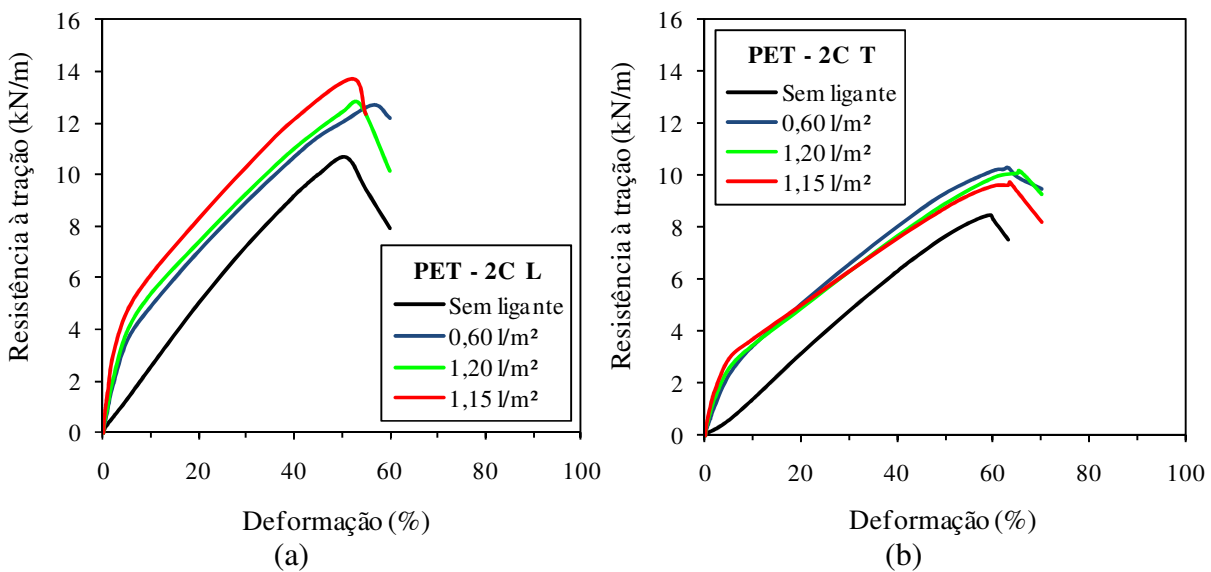 16
14
12
10
8
6
4
2
0
Resistência à tração (kN/m)
PET - 2C L
Sem ligante
0,60 l/m²
1,20 l/m²
1,15 l/m²
0 20 40 60 80 100
Deformação (%)
(a)
16
14
12
10
8
6
4
2
0
Resistência à tração (kN/m)
PET - 2C T
Sem ligante
0,60 l/m²
1,20 l/m²
1,15 l/m²
0 20 40 60 80 100
Deformação (%)
(b)